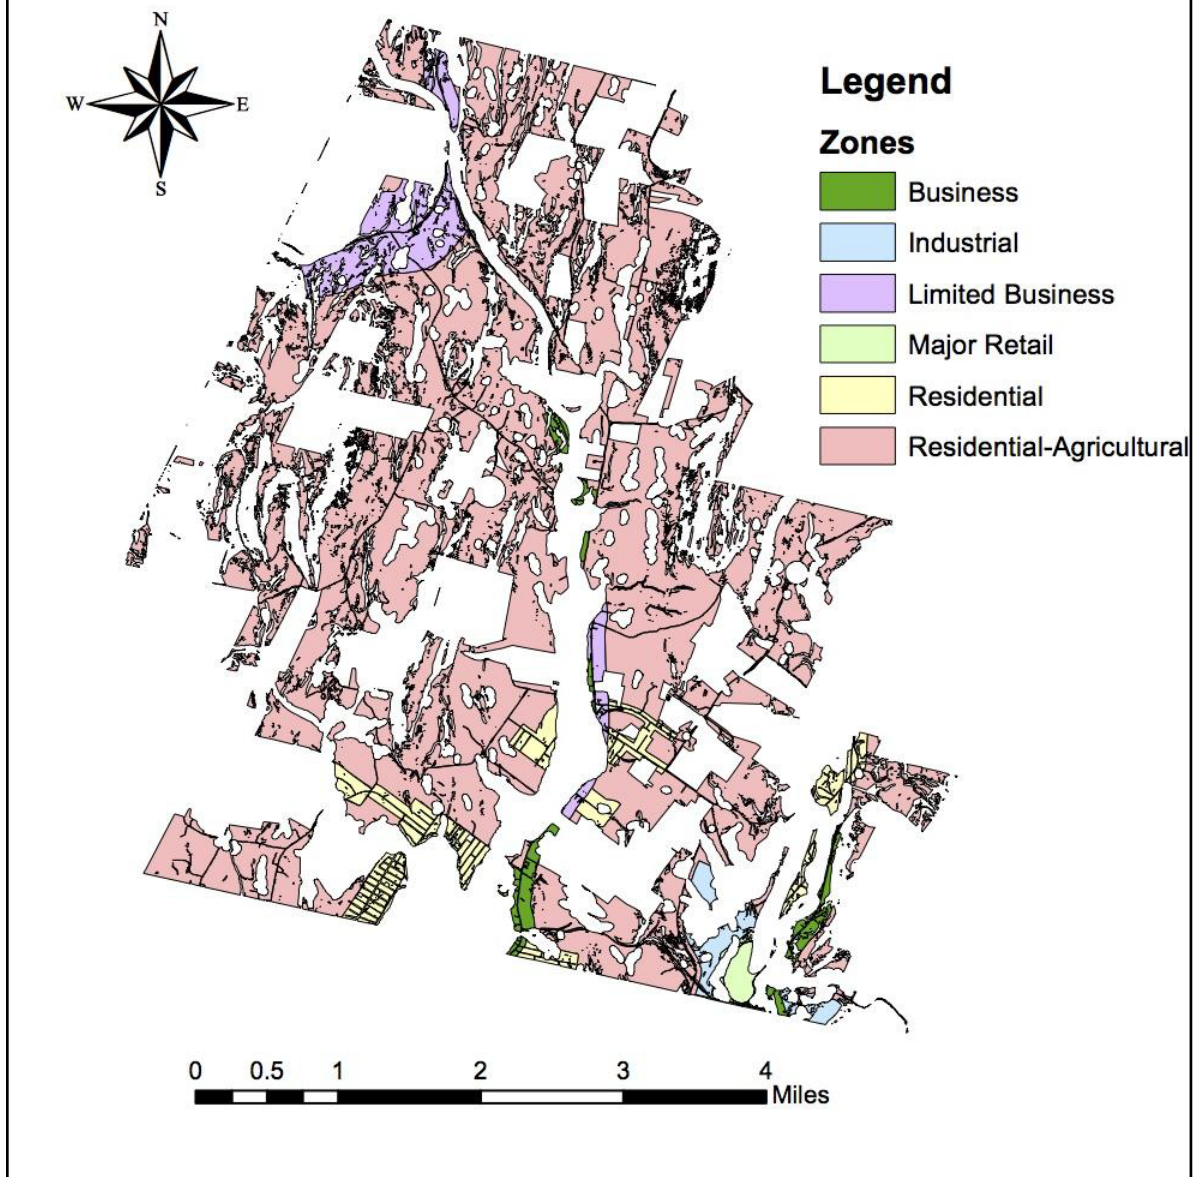 N
W
E
S
Legend
Zones
Business
Industrial
Limited Business
Major Retail
Residential
Residential-Agricultural
0 0.5 1 2 3 4
Miles